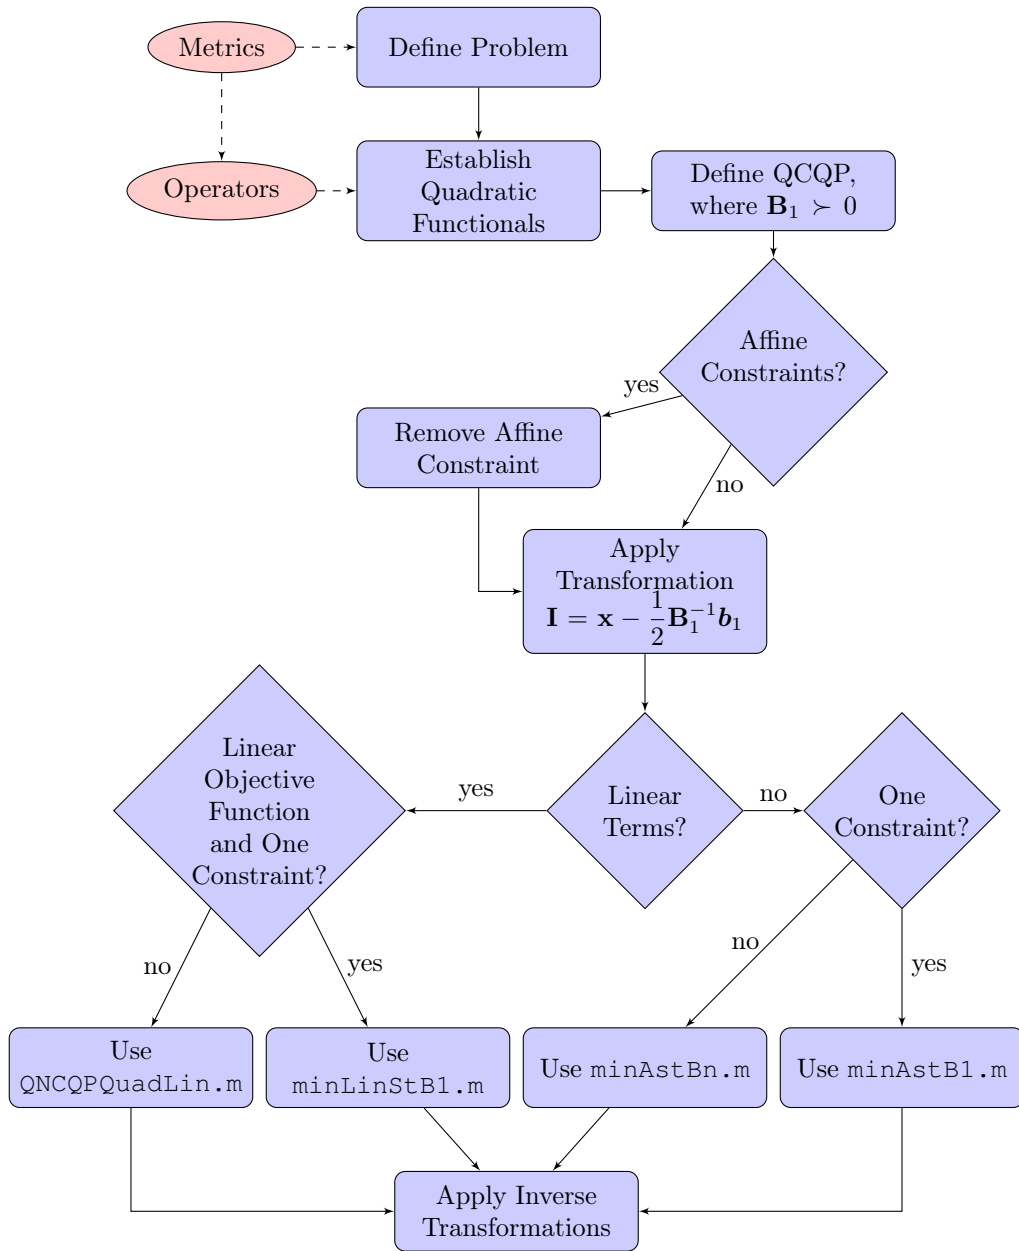 Metrics
Define Problem
Operators
Establish
Quadratic
Functionals
Define QCQP,
where B₁ ≻ 0
Affine
Constraints?
yes
no
Remove Affine
Constraint
Apply
Transformation
I = x − 1/2 B₁⁻¹b₁
Linear
Objective
Function
and One
Constraint?
yes
Linear
Terms?
no
One
Constraint?
no
yes
no
yes
Use
QNCQPQuadLin.m
Use
minLinStB1.m
Use minAstBn.m
Use minAstB1.m
Apply Inverse
Transformations